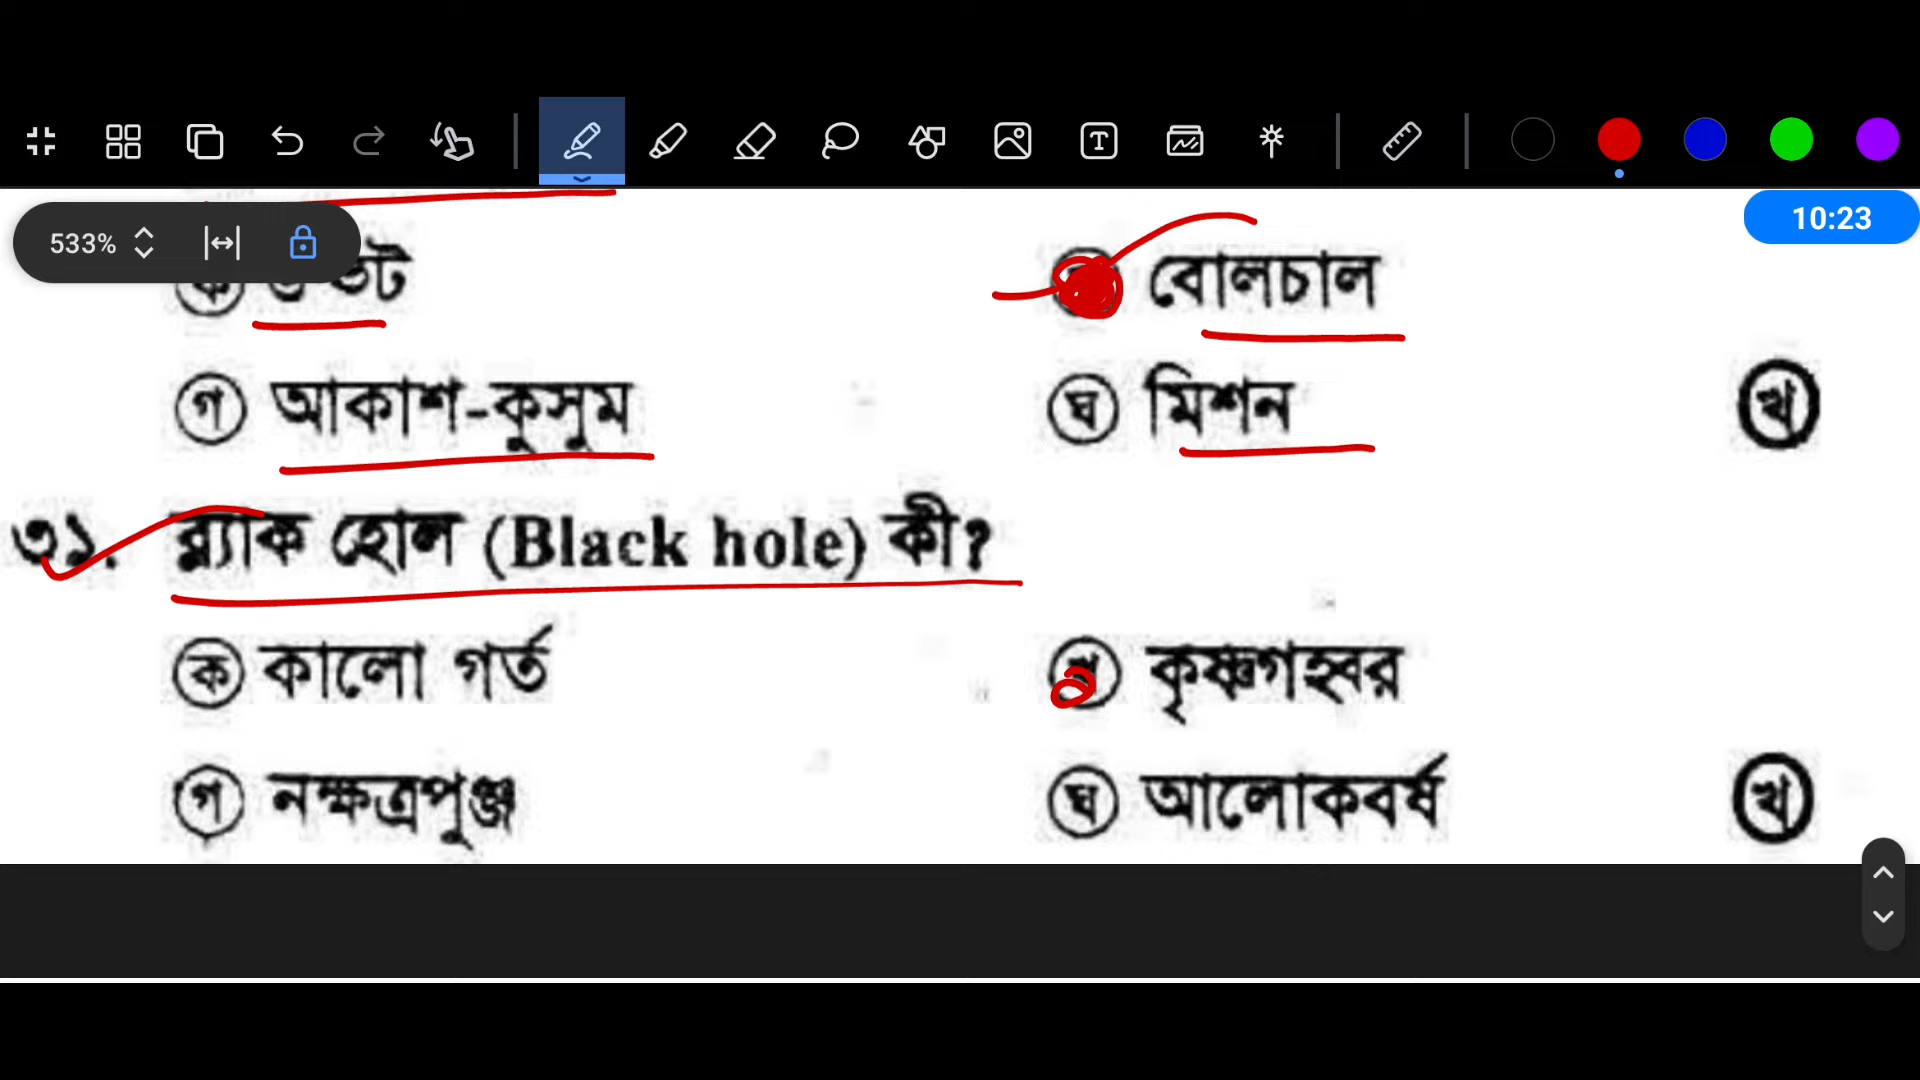 533%
10:23
বোলচাল
গ আকাশ-কুসুম ঘ মিশন খ
৩১. ব্ল্যাক হোল (Black hole) কী?
ক কালো গর্ত খ কৃষ্ণগহ্বর
গ নক্ষত্রপুঞ্জ ঘ আলোকবর্ষ খ